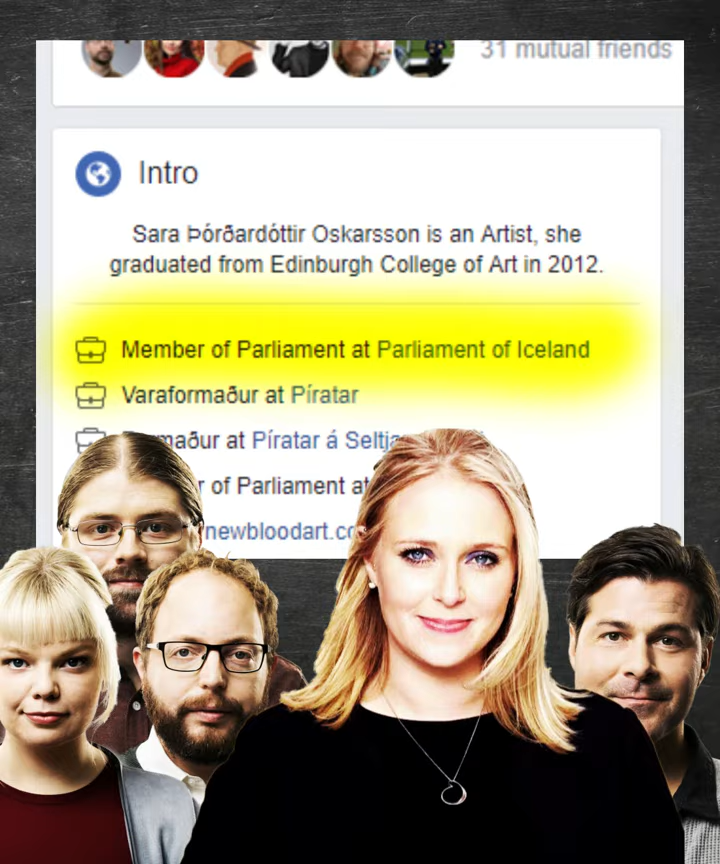 31 mutual friends
Intro
Sara Þórðardóttir Oskarsson is an Artist, she
graduated from Edinburgh College of Art in 2012.
Member of Parliament at Parliament of Iceland
Varaformaður at Píratar
at Píratar á
of Parliament at